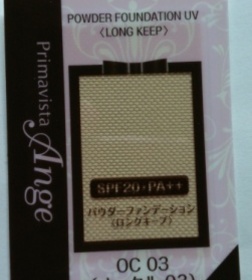 POWDER FOUNDATION UV
〈LONG KEEP〉
Primavista
Ange
SPF20・PA++
パウダーファンデーション
〈ロングキープ〉
OC 03